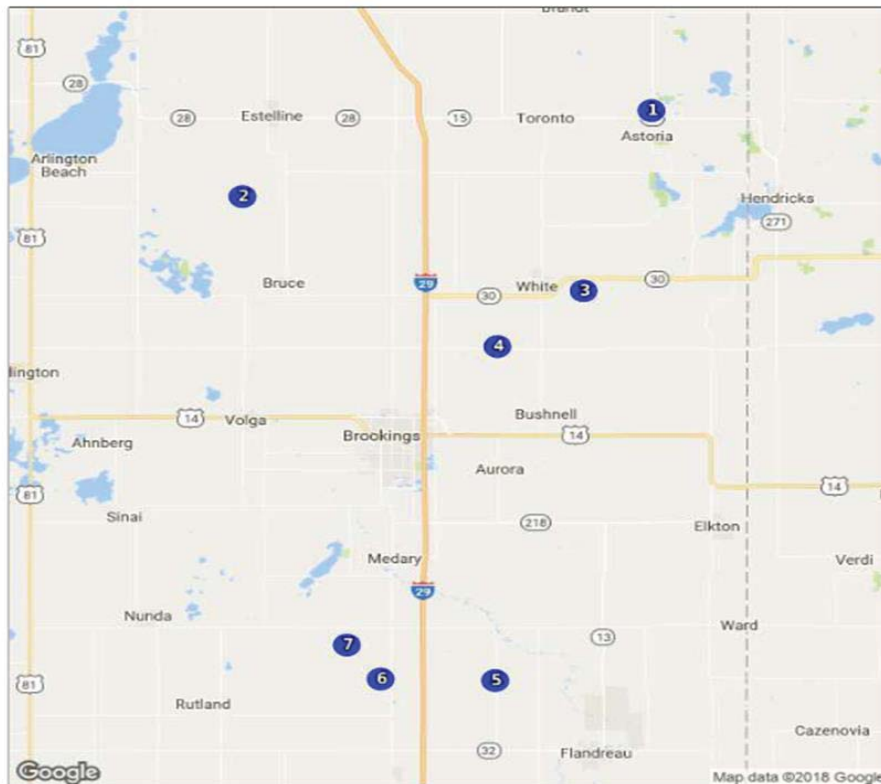 Brandt
81
28
1
28
Estelline
28
15
Toronto
Astoria
Arlington
Beach
2
Hendricks
271
81
Bruce
29
30
White
3
30
4
lington
14
Volga
Bushnell
Ahnberg
Brookings
14
Aurora
81
14
Sinai
218
Elkton
Medary
Verdi
29
Nunda
Ward
13
7
81
6
5
Rutland
Cazenovia
32
Flandreau
Google
Map data ©2018 Google